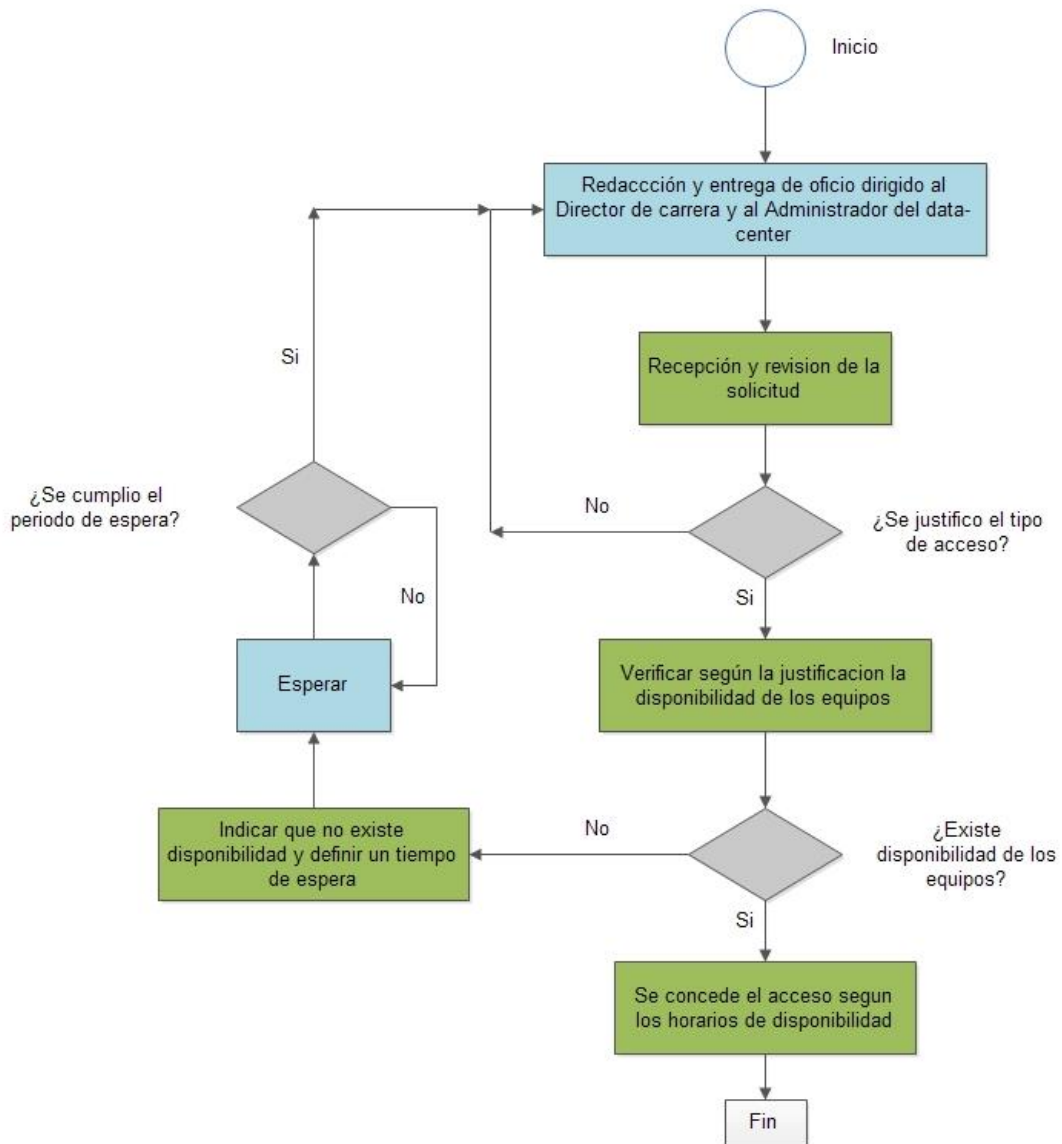 Inicio
Redaccción y entrega de oficio dirigido al
Director de carrera y al Administrador del data-
center
Recepción y revision de la
solicitud
Si
¿Se cumplio el
periodo de espera?
No
¿Se justifico el tipo
de acceso?
No
Si
Esperar
Verificar según la justificacion la
disponibilidad de los equipos
Indicar que no existe
disponibilidad y definir un tiempo
de espera
No
¿Existe
disponibilidad de los
equipos?
Si
Se concede el acceso segun
los horarios de disponibilidad
Fin